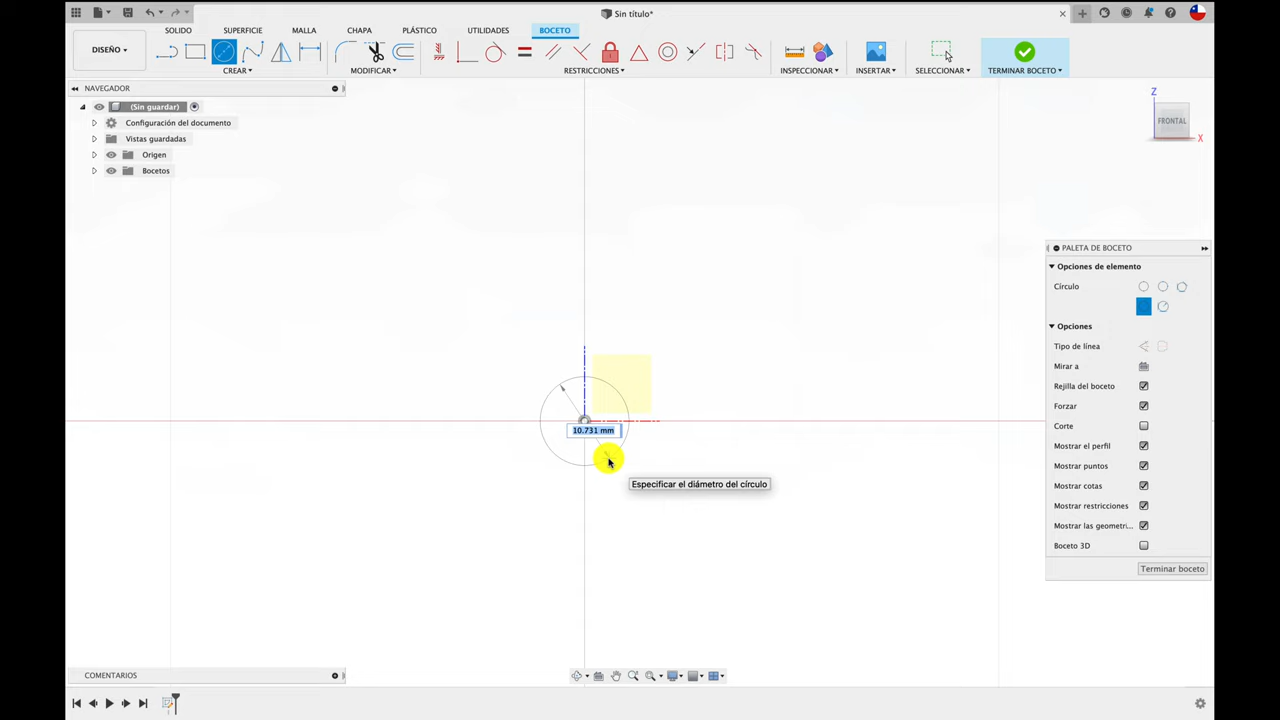 Sin título*
SOLIDO
SUPERFICIE
MALLA
CHAPA
PLÁSTICO
UTILIDADES
BOCETO
DISEÑO
CREAR
MODIFICAR
RESTRICCIONES
INSPECCIONAR
INSERTAR
SELECCIONAR
TERMINAR BOCETO
NAVEGADOR
(Sin guardar)
Configuración del documento
Vistas guardadas
Origen
Bocetos
Z
FRONTAL
X
10.731 mm
Especificar el diámetro del círculo
PALETA DE BOCETO
Opciones de elemento
Círculo
Opciones
Tipo de línea
Mirar a
Rejilla del boceto
Forzar
Corte
Mostrar el perfil
Mostrar puntos
Mostrar cotas
Mostrar restricciones
Mostrar las geometri...
Boceto 3D
Terminar boceto
COMENTARIOS